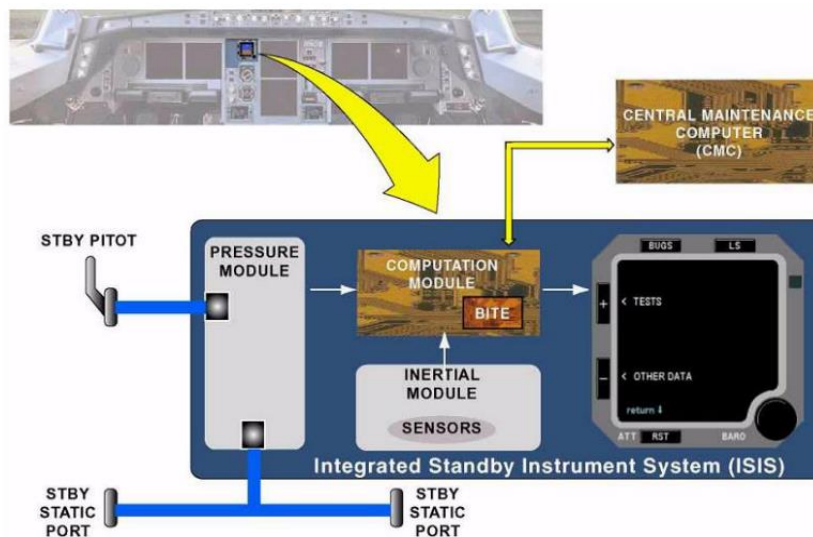 CENTRAL MAINTENANCE
COMPUTER
(CMC)
STBY PITOT
PRESSURE
MODULE
COMPUTATION
MODULE
BITE
INERTIAL
MODULE
SENSORS
BUGS
LS
+
< TESTS
−
< OTHER DATA
return ↓
ATT
RST
BARO
Integrated Standby Instrument System (ISIS)
STBY
STATIC
PORT
STBY
STATIC
PORT